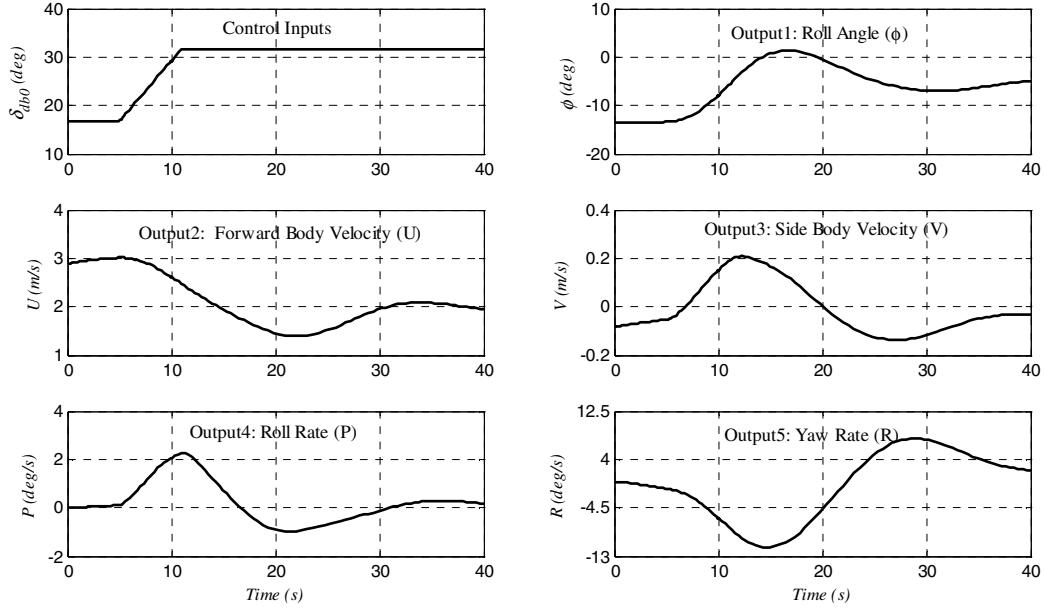 Control Inputs
δdb0 (deg)
40
30
20
10
0 10 20 30 40
Output1: Roll Angle (ϕ)
ϕ (deg)
10
0
-10
-20
0 10 20 30 40
Output2: Forward Body Velocity (U)
U (m/s)
4
3
2
1
0 10 20 30 40
Output3: Side Body Velocity (V)
V (m/s)
0.4
0.2
0
-0.2
0 10 20 30 40
Output4: Roll Rate (P)
P (deg/s)
4
2
0
-2
0 10 20 30 40
Time (s)
Output5: Yaw Rate (R)
R (deg/s)
12.5
4
-4.5
-13
0 10 20 30 40
Time (s)